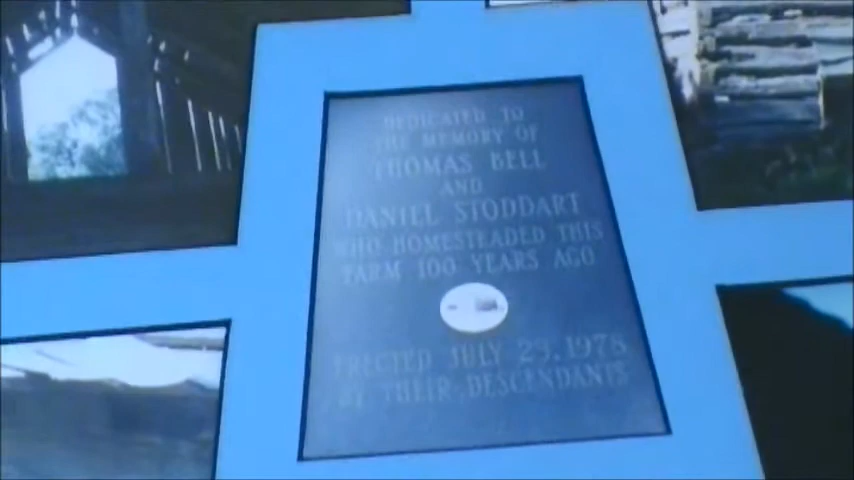 DEDICATED TO
THE MEMORY OF
THOMAS BELL
AND
DANIEL STODDART
WHO HOMESTEADED THIS
FARM 100 YEARS AGO
ERECTED JULY 29, 1978
BY THEIR DESCENDANTS